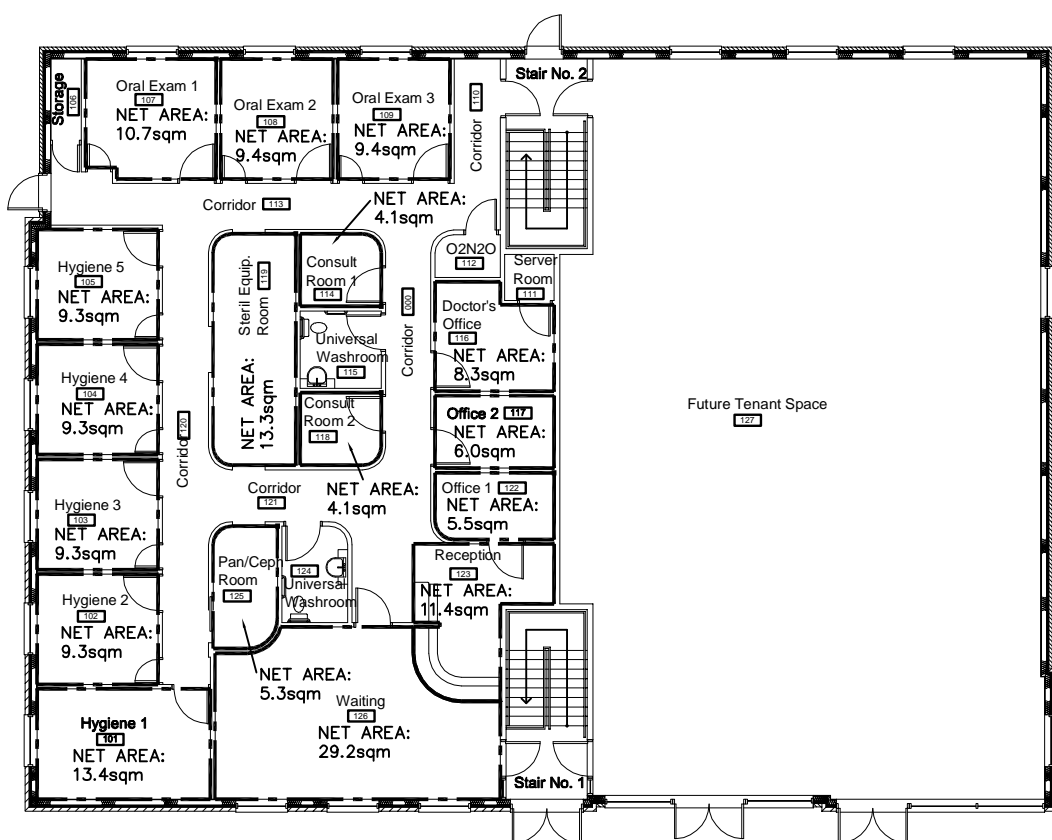 Stair No. 2
Storage
106
Oral Exam 1
107
NET AREA:
10.7sqm
Oral Exam 2
108
NET AREA:
9.4sqm
Oral Exam 3
109
NET AREA:
9.4sqm
Corridor
110
Corridor 113
NET AREA:
4.1sqm
Hygiene 5
105
NET AREA:
9.3sqm
Steril Equip.
Room
119
NET AREA:
13.3sqm
Consult
Room 1
114
O2N2O
112
Server
Room
111
Corridor
000
Doctor's
Office
116
NET AREA:
8.3sqm
Universal
Washroom
115
Hygiene 4
104
NET AREA:
9.3sqm
Consult
Room 2
118
Office 2 117
NET AREA:
6.0sqm
Future Tenant Space
127
Corridor
120
Hygiene 3
103
NET AREA:
9.3sqm
Corridor
121
NET AREA:
4.1sqm
Office 1 122
NET AREA:
5.5sqm
Pan/Ceph
Room
125
124
Universal
Washroom
Reception
123
NET AREA:
11.4sqm
Hygiene 2
102
NET AREA:
9.3sqm
NET AREA:
5.3sqm
Waiting
126
NET AREA:
29.2sqm
Hygiene 1
101
NET AREA:
13.4sqm
Stair No. 1